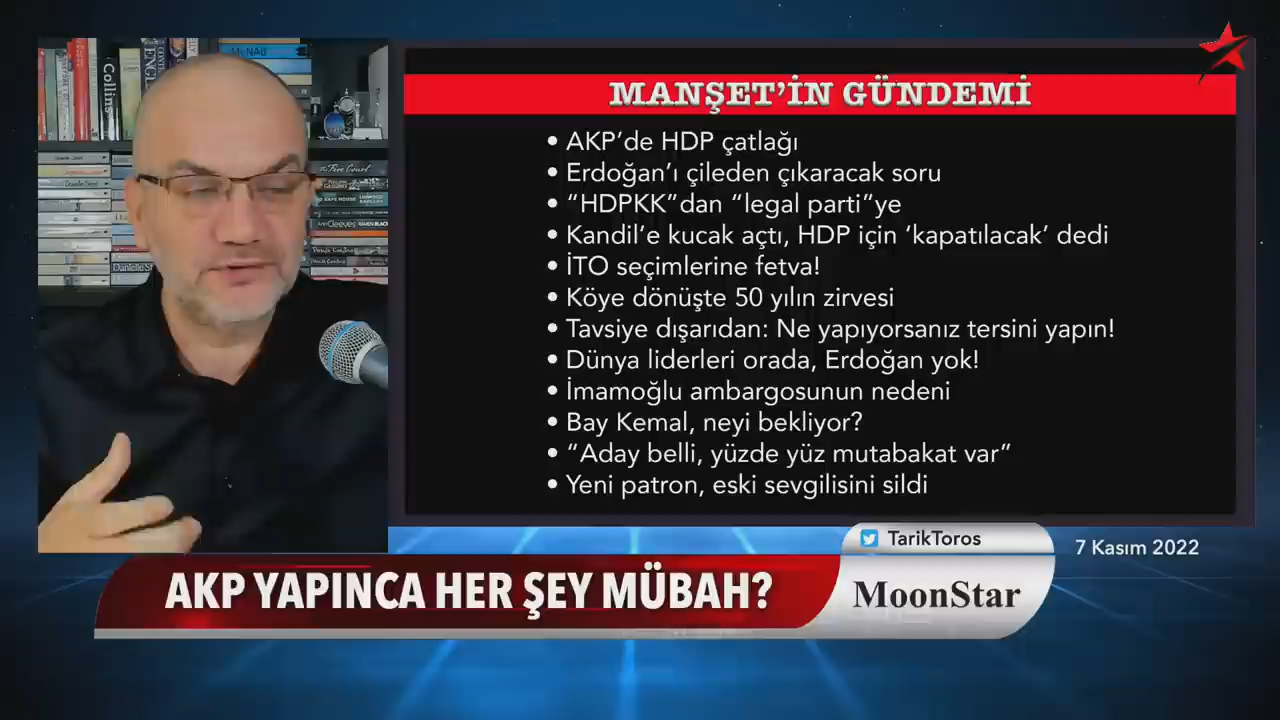 MANŞET’İN GÜNDEMİ
• AKP’de HDP çatlağı
• Erdoğan’ı çileden çıkaracak soru
• “HDPKK”dan “legal parti”ye
• Kandil’e kucak açtı, HDP için ‘kapatılacak’ dedi
• İTO seçimlerine fetva!
• Köye dönüşte 50 yılın zirvesi
• Tavsiye dışarıdan: Ne yapıyorsanız tersini yapın!
• Dünya liderleri orada, Erdoğan yok!
• İmamoğlu ambargosunun nedeni
• Bay Kemal, neyi bekliyor?
• “Aday belli, yüzde yüz mutabakat var”
• Yeni patron, eski sevgilisini sildi
TarikToros
7 Kasım 2022
AKP YAPINCA HER ŞEY MÜBAH?
MoonStar
Collins